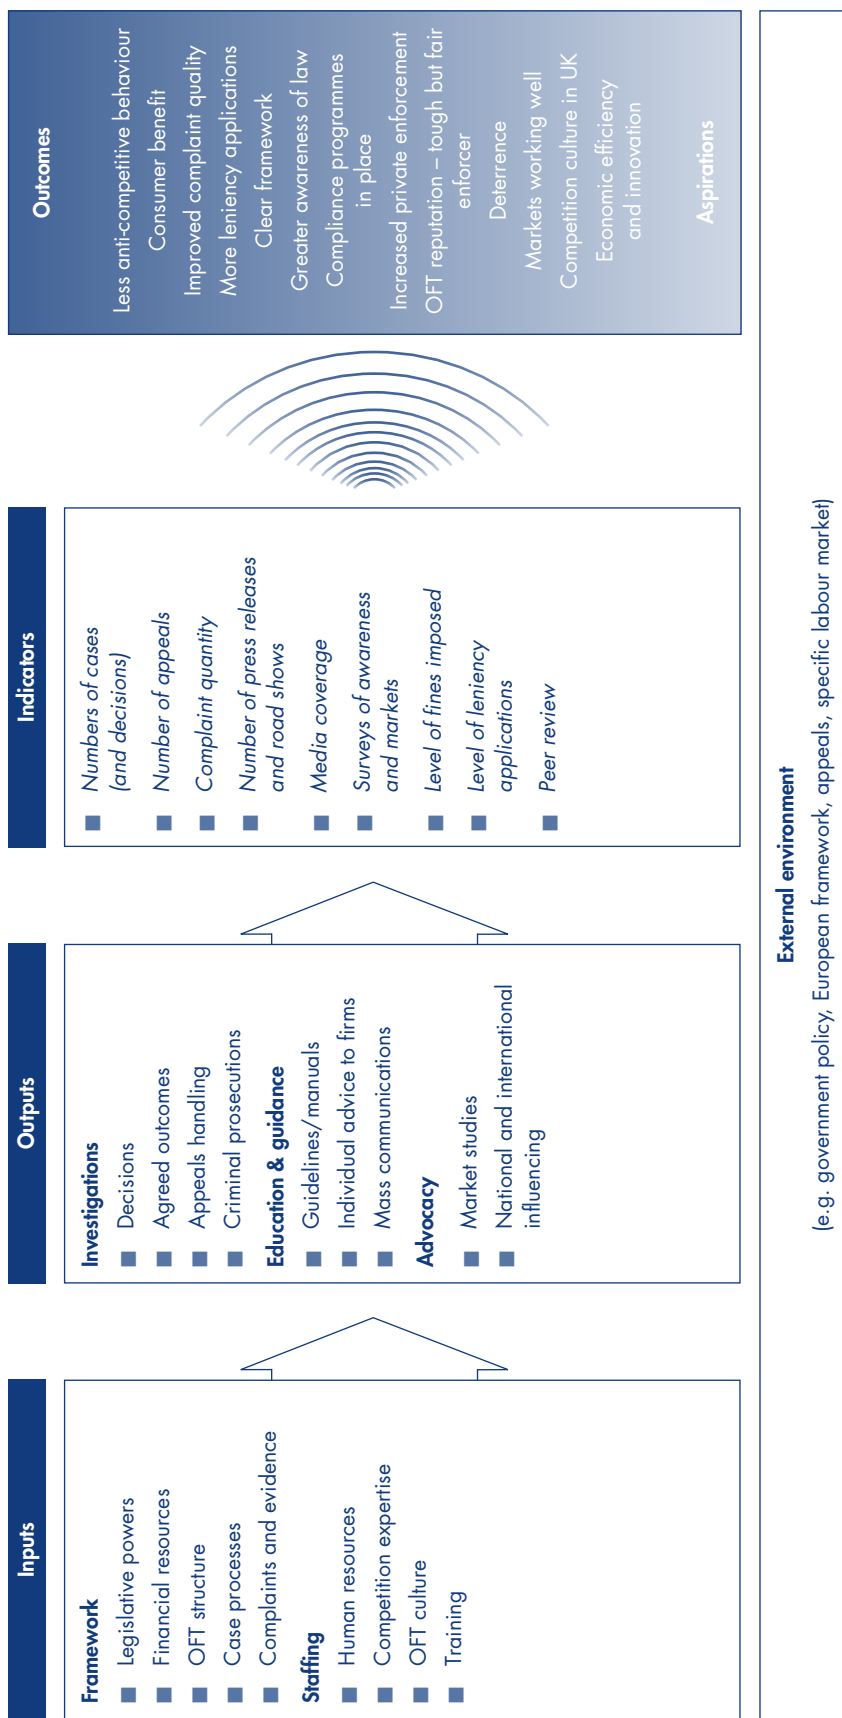 Inputs
Framework
■ Legislative powers
■ Financial resources
■ OFT structure
■ Case processes
■ Complaints and evidence
Staffing
■ Human resources
■ Competition expertise
■ OFT culture
■ Training
Outputs
Investigations
■ Decisions
■ Agreed outcomes
■ Appeals handling
■ Criminal prosecutions
Education & guidance
■ Guidelines/manuals
■ Individual advice to firms
■ Mass communications
Advocacy
■ Market studies
■ National and international
influencing
Indicators
■ Numbers of cases
(and decisions)
■ Number of appeals
■ Complaint quantity
■ Number of press releases
and road shows
■ Media coverage
■ Surveys of awareness
and markets
■ Level of fines imposed
■ Level of leniency
applications
■ Peer review
Outcomes
Less anti-competitive behaviour
Consumer benefit
Improved complaint quality
More leniency applications
Clear framework
Greater awareness of law
Compliance programmes
in place
Increased private enforcement
OFT reputation – tough but fair
enforcer
Deterrence
Markets working well
Competition culture in UK
Economic efficiency
and innovation
Aspirations
External environment
(e.g. government policy, European framework, appeals, specific labour market)